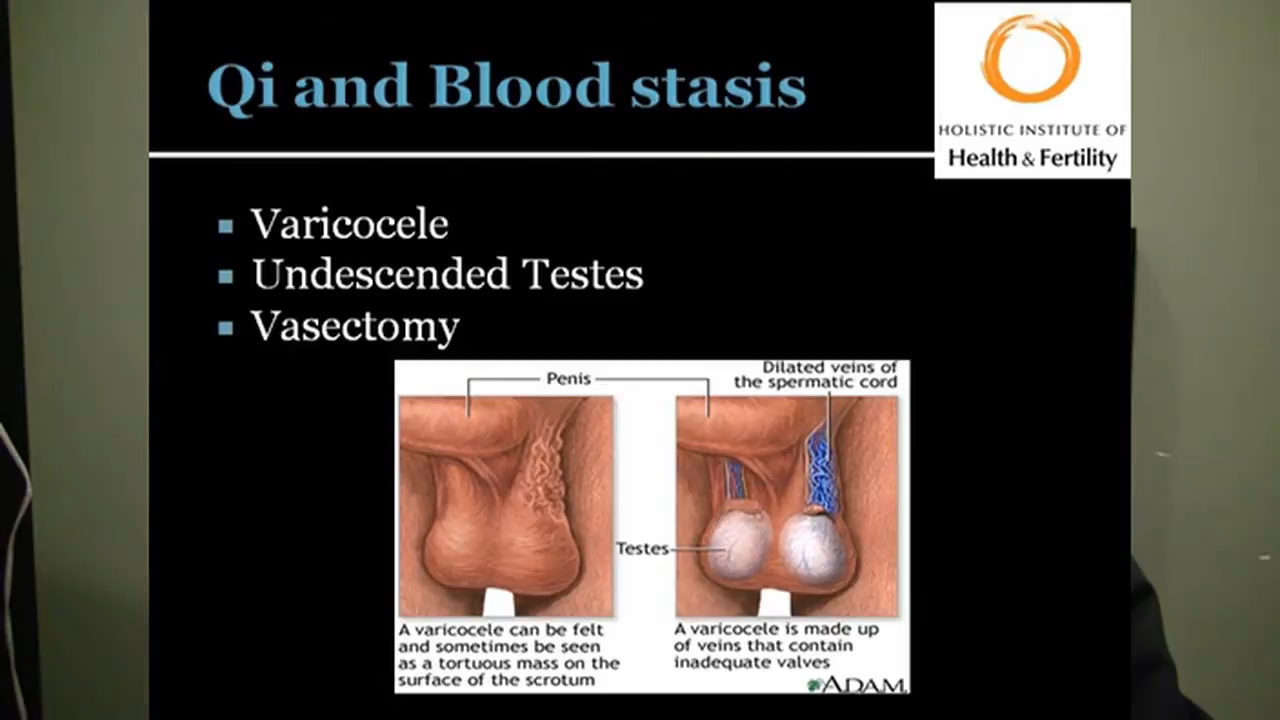 Qi and Blood stasis
HOLISTIC INSTITUTE OF
Health & Fertility
Varicocele
Undescended Testes
Vasectomy
Penis
Dilated veins of
the spermatic cord
Testes
A varicocele can be felt
and sometimes be seen
as a tortuous mass on the
surface of the scrotum
A varicocele is made up
of veins that contain
inadequate valves
ADAM.